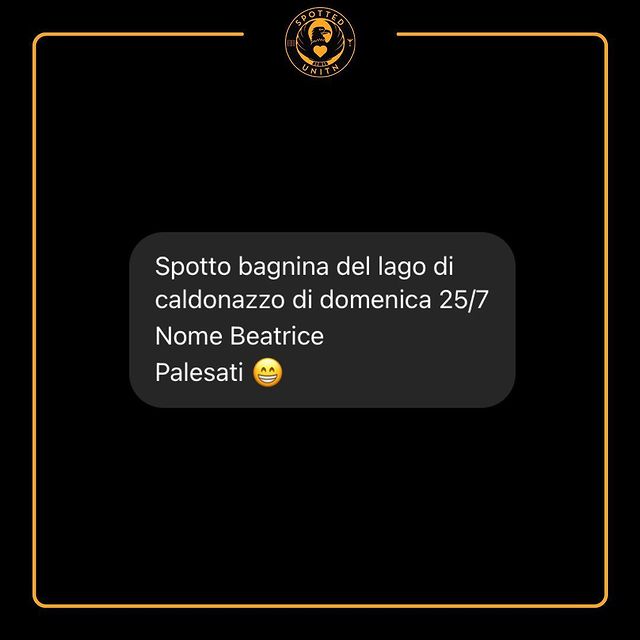 SPOTTED
UNITN
Spotto bagnina del lago di
caldonazzo di domenica 25/7
Nome Beatrice
Palesati 😁